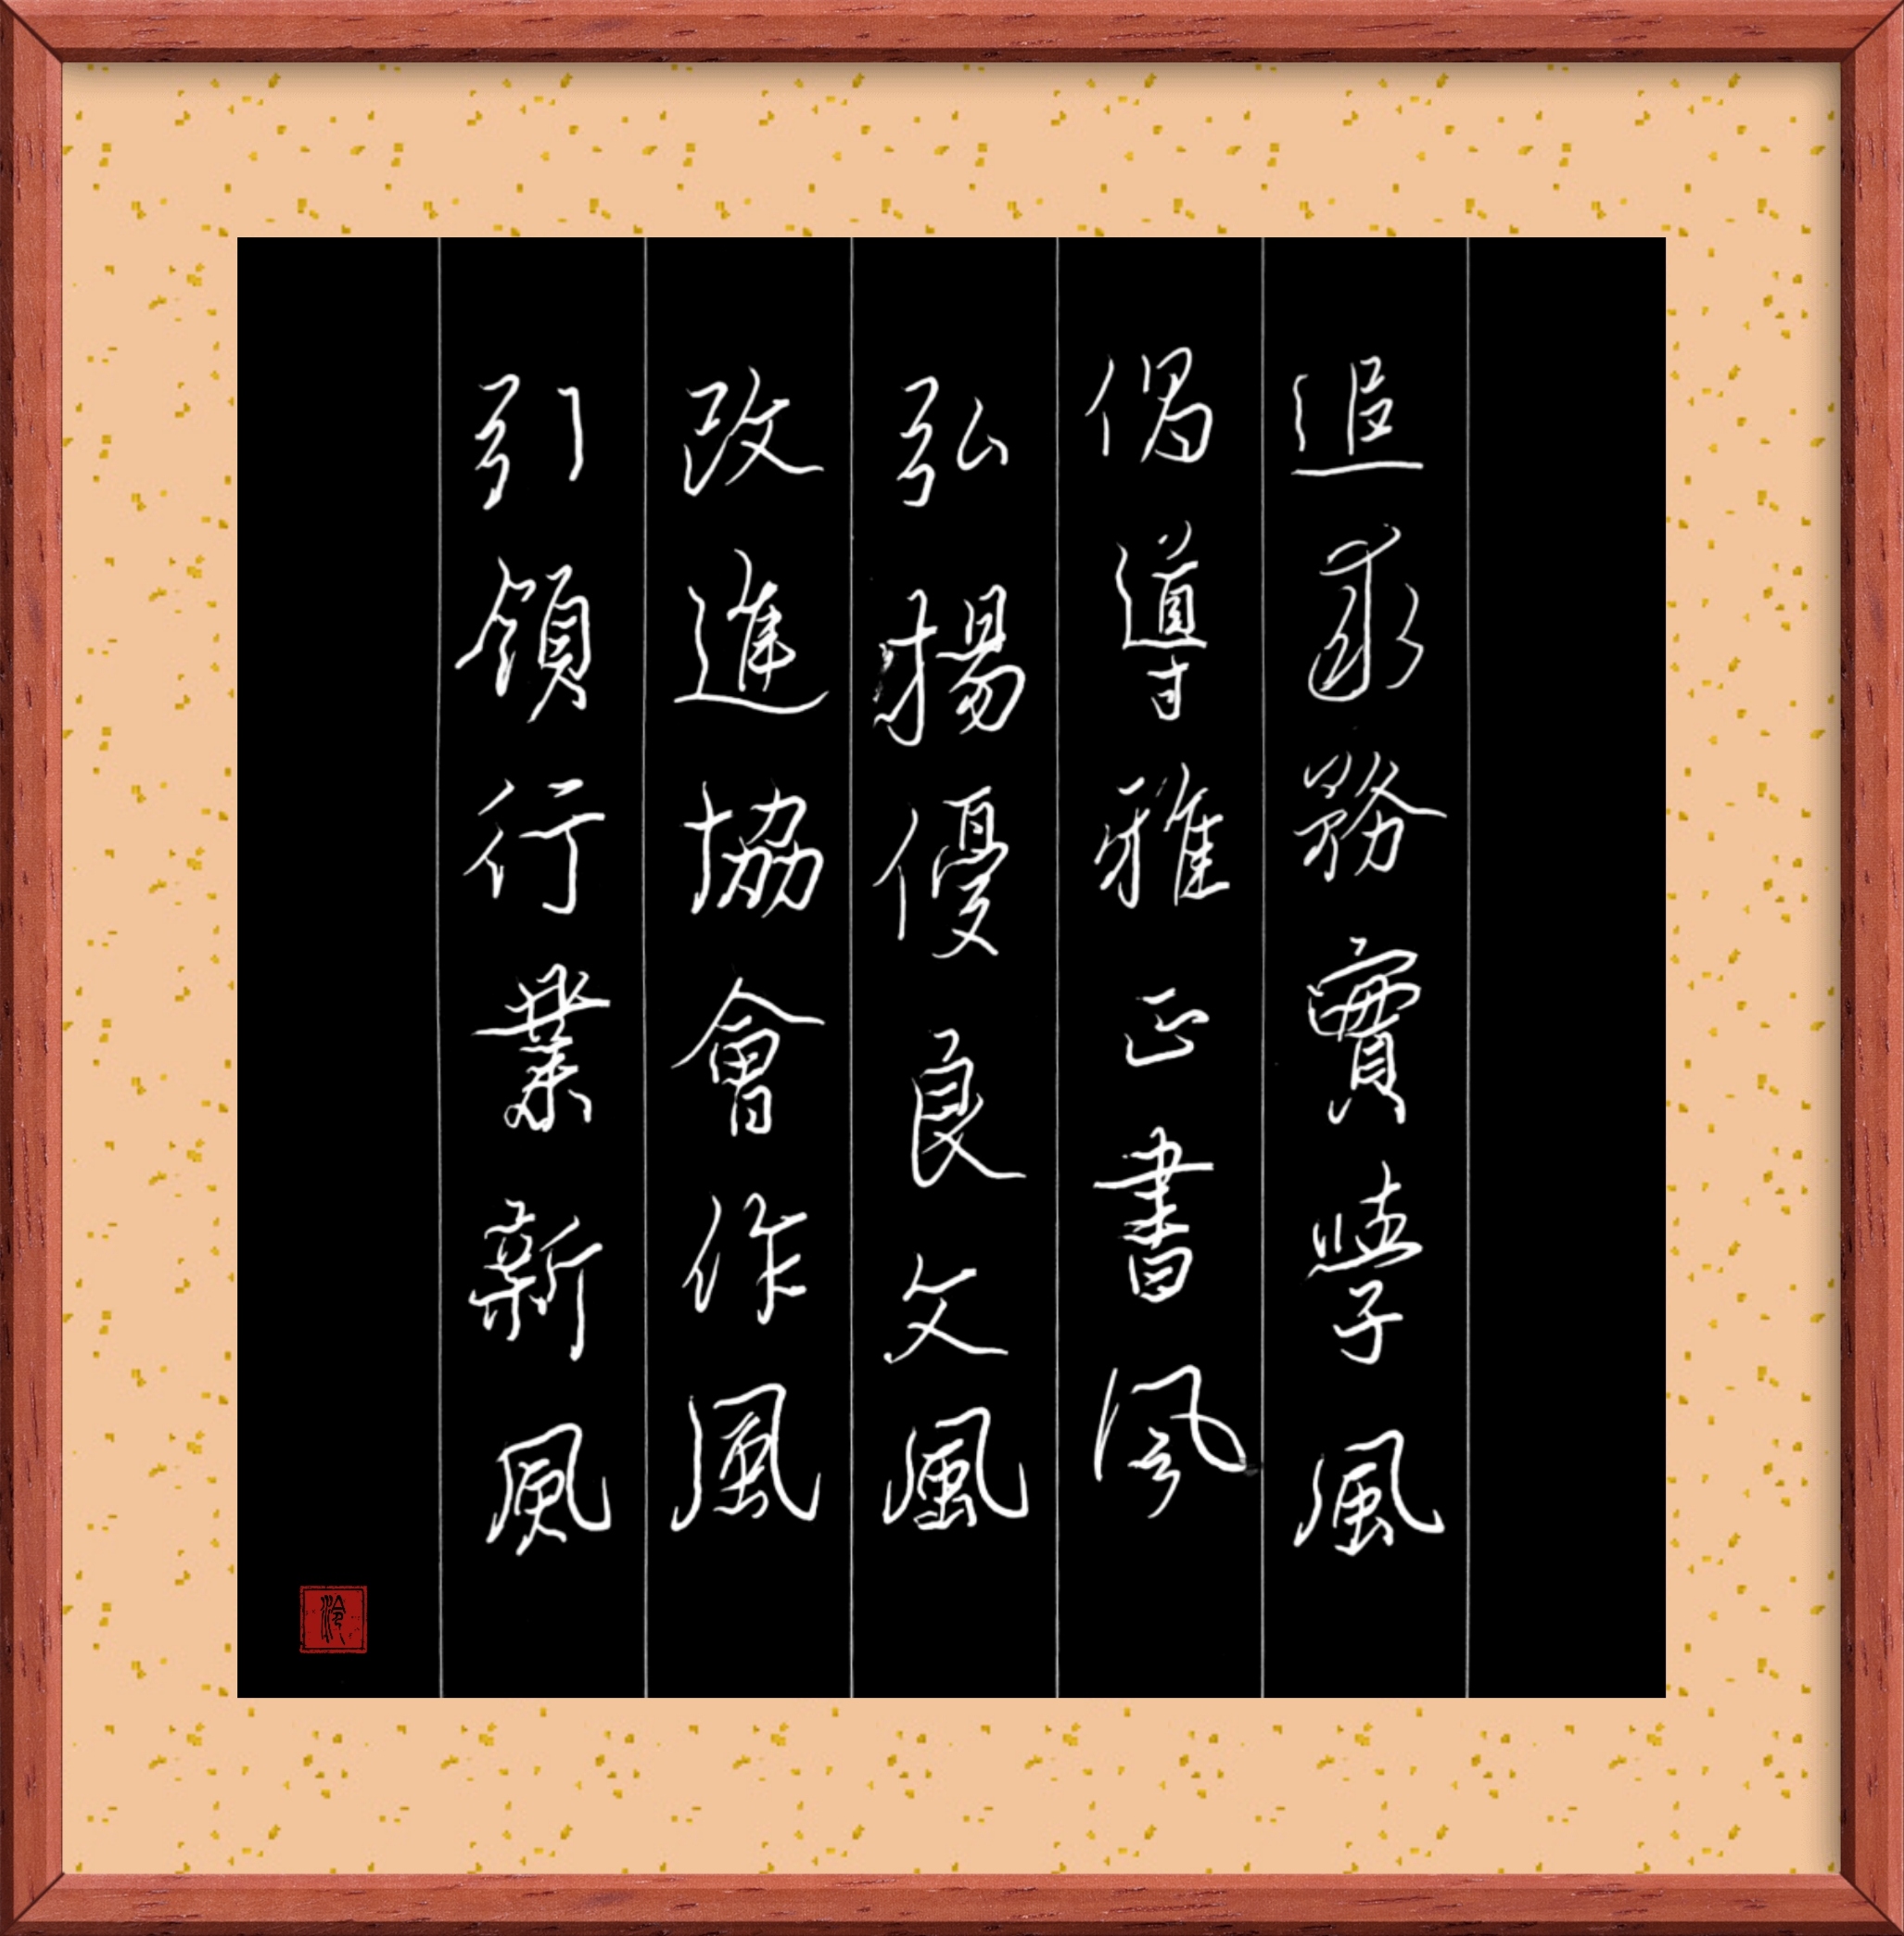 追求務實學風
倡導雅正書風
弘揚優良文風
改進協會作風
引領行業新風